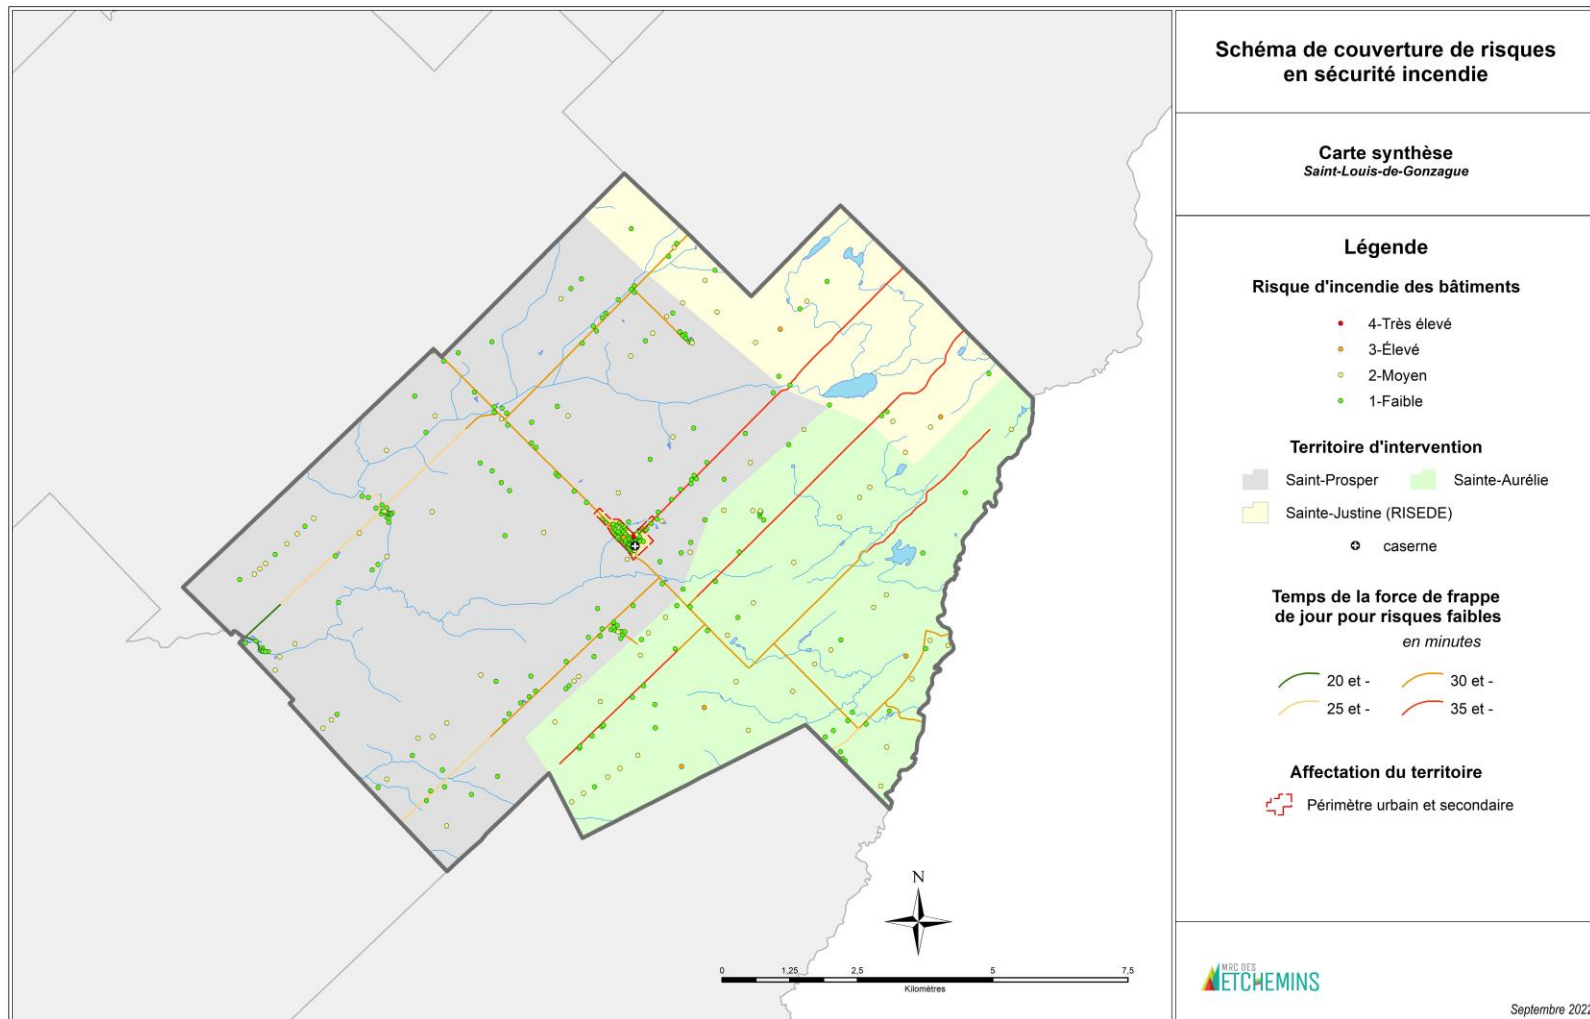 Schéma de couverture de risques
en sécurité incendie
Carte synthèse
Saint-Louis-de-Gonzague
Légende
Risque d'incendie des bâtiments
4-Très élevé
3-Élevé
2-Moyen
1-Faible
Territoire d'intervention
Saint-Prosper Sainte-Aurélie
Sainte-Justine (RISEDE)
caserne
Temps de la force de frappe
de jour pour risques faibles
en minutes
20 et - 30 et -
25 et - 35 et -
Affectation du territoire
Périmètre urbain et secondaire
N
0 1,25 2,5 5 7,5
Kilomètres
MRC DES
ETCHEMINS
Septembre 2022